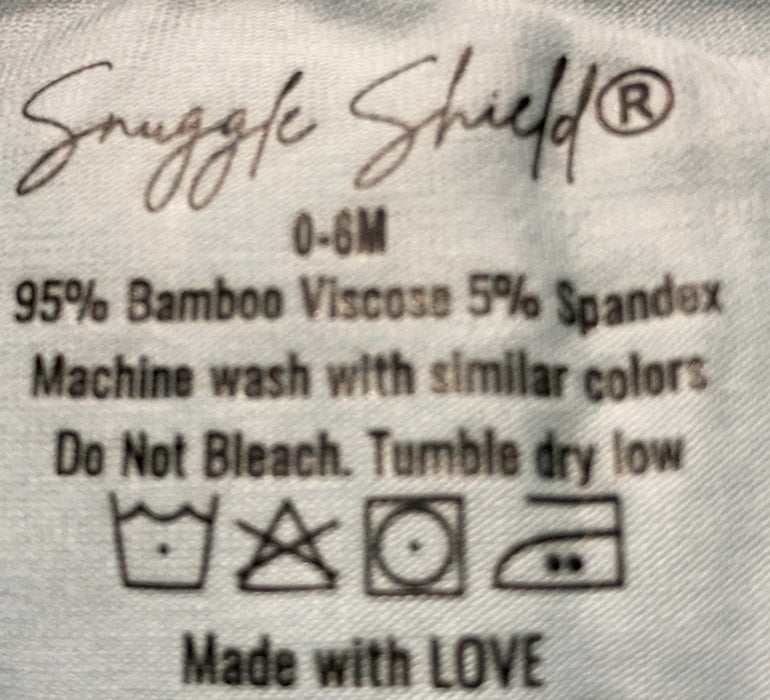 Snuggle Shield®
0-6M
95% Bamboo Viscose 5% Spandex
Machine wash with similar colors
Do Not Bleach. Tumble dry low
Made with LOVE